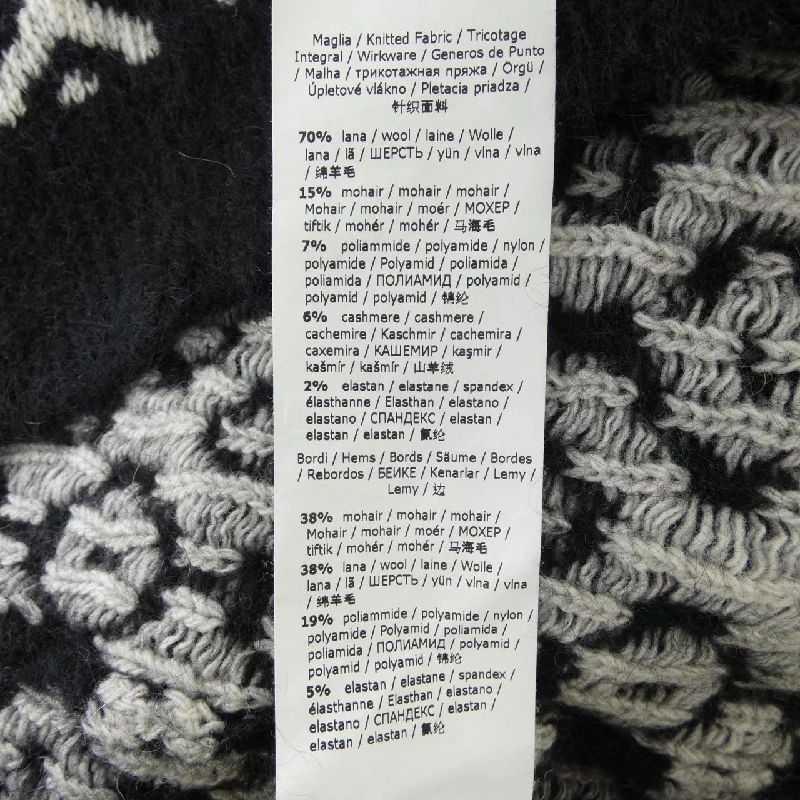 Maglia / Knitted Fabric / Tricotage
Integral / Wirkware / Generos de Punto
/ Malha / трикотажная пряжа / Örgü /
Úpletové vlákno / Pletacia priadza /
针织面料
70% lana / wool / laine / Wolle /
lana / lã / ШЕРСТЬ / yün / vlna / vlna
/ 绵羊毛
15% mohair / mohair / mohair /
Mohair / mohair / moér / МОХЕР /
tiftik / mohér / mohér / 马海毛
7% poliammide / polyamide / nylon /
polyamide / Polyamid / poliamida /
poliamida / ПОЛИАМИД / polyamid /
polyamid / polyamid / 锦纶
6% cashmere / cashmere /
cachemire / Kaschmir / cachemira /
caxemira / КАШЕМИР / kaşmir /
kašmír / kašmír / 山羊绒
2% elastan / elastane / spandex /
élasthanne / Elasthan / elastano /
elastano / СПАНДЕКС / elastan /
elastan / elastan / 氨纶
Bordi / Hems / Bords / Säume / Bordes
/ Rebordos / БЕЙКЕ / Kenarlar / Lemy /
Lemy / 边
38% mohair / mohair / mohair /
Mohair / mohair / moér / МОХЕР /
tiftik / mohér / mohér / 马海毛
38% lana / wool / laine / Wolle /
lana / lã / ШЕРСТЬ / yün / vlna / vlna
/ 绵羊毛
19% poliammide / polyamide / nylon /
polyamide / Polyamid / poliamida /
poliamida / ПОЛИАМИД / polyamid /
polyamid / polyamid / 锦纶
5% elastan / elastane / spandex /
élasthanne / Elasthan / elastano /
elastano / СПАНДЕКС / elastan /
elastan / elastan / 氨纶